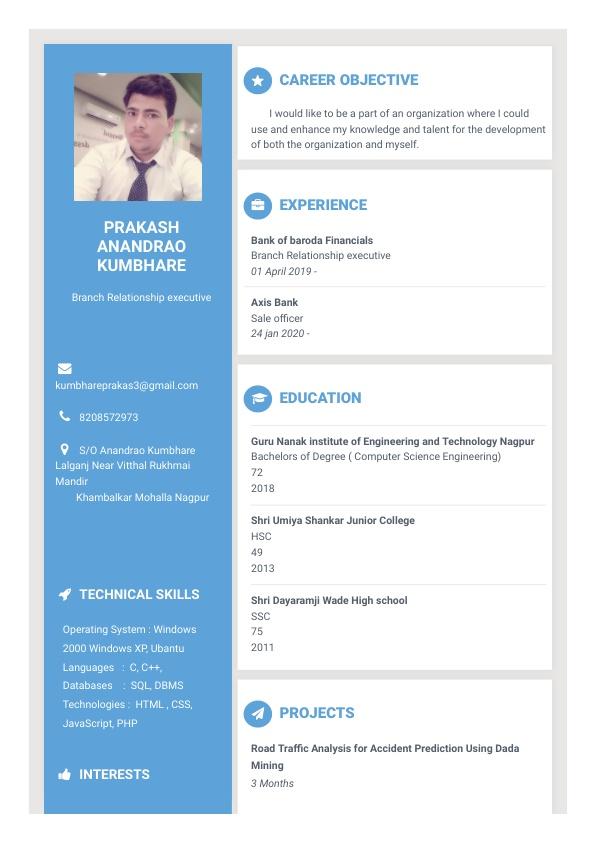 PRAKASH
ANANDRAO
KUMBHARE
Branch Relationship executive
kumbhareprakas3@gmail.com
8208572973
S/O Anandrao Kumbhare
Lalganj Near Vitthal Rukhmai
Mandir
Khambalkar Mohalla Nagpur
TECHNICAL SKILLS
Operating System : Windows
2000 Windows XP, Ubantu
Languages : C, C++,
Databases : SQL, DBMS
Technologies : HTML , CSS,
JavaScript, PHP
INTERESTS
CAREER OBJECTIVE
I would like to be a part of an organization where I could
use and enhance my knowledge and talent for the development
of both the organization and myself.
EXPERIENCE
Bank of baroda Financials
Branch Relationship executive
01 April 2019 -
Axis Bank
Sale officer
24 jan 2020 -
EDUCATION
Guru Nanak institute of Engineering and Technology Nagpur
Bachelors of Degree ( Computer Science Engineering)
72
2018
Shri Umiya Shankar Junior College
HSC
49
2013
Shri Dayaramji Wade High school
SSC
75
2011
PROJECTS
Road Traffic Analysis for Accident Prediction Using Dada
Mining
3 Months